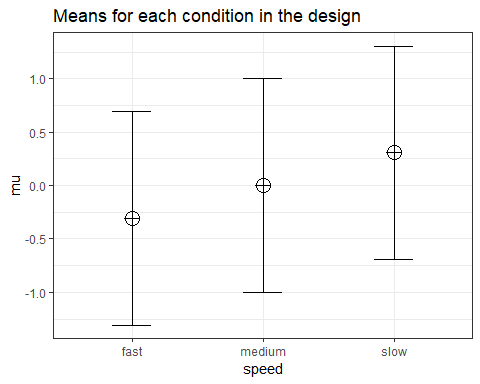 Means for each condition in the design
mu
1.0
0.5
0.0
-0.5
-1.0
fast medium slow
speed